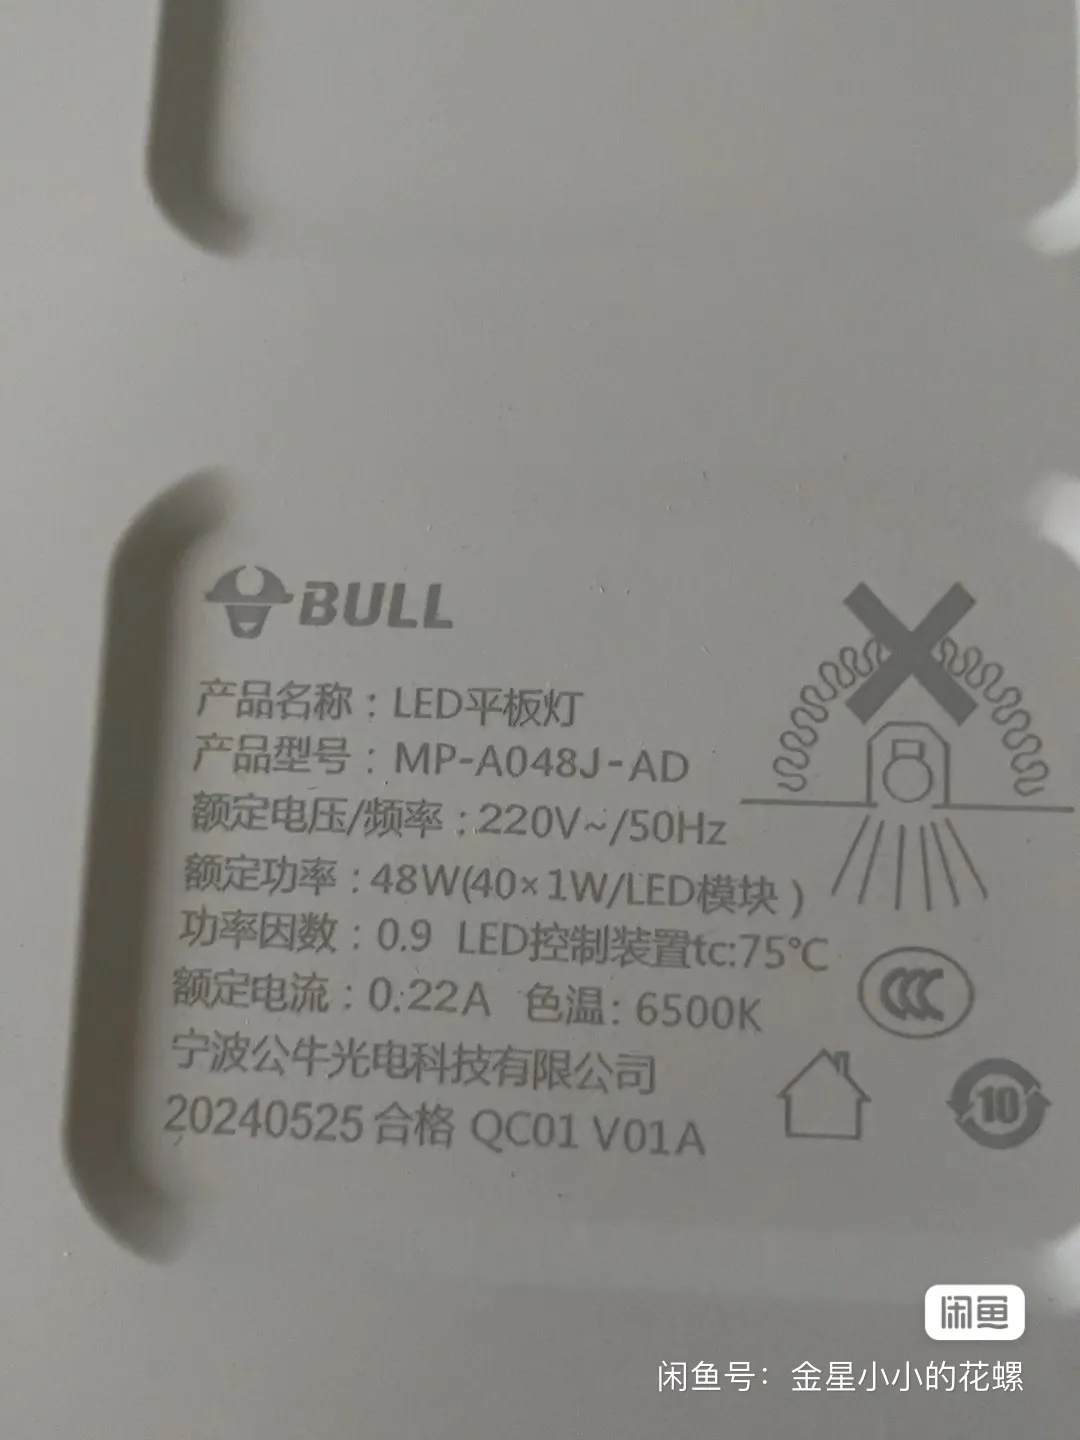 BULL
产品名称：LED平板灯
产品型号：MP-A048J-AD
额定电压/频率：220V~/50Hz
额定功率：48W(40×1W/LED模块）
功率因数：0.9 LED控制装置tc:75℃
额定电流：0.22A 色温：6500K
宁波公牛光电科技有限公司
20240525 合格 QC01 V01A
CCC
10
闲鱼
闲鱼号：金星小小的花螺